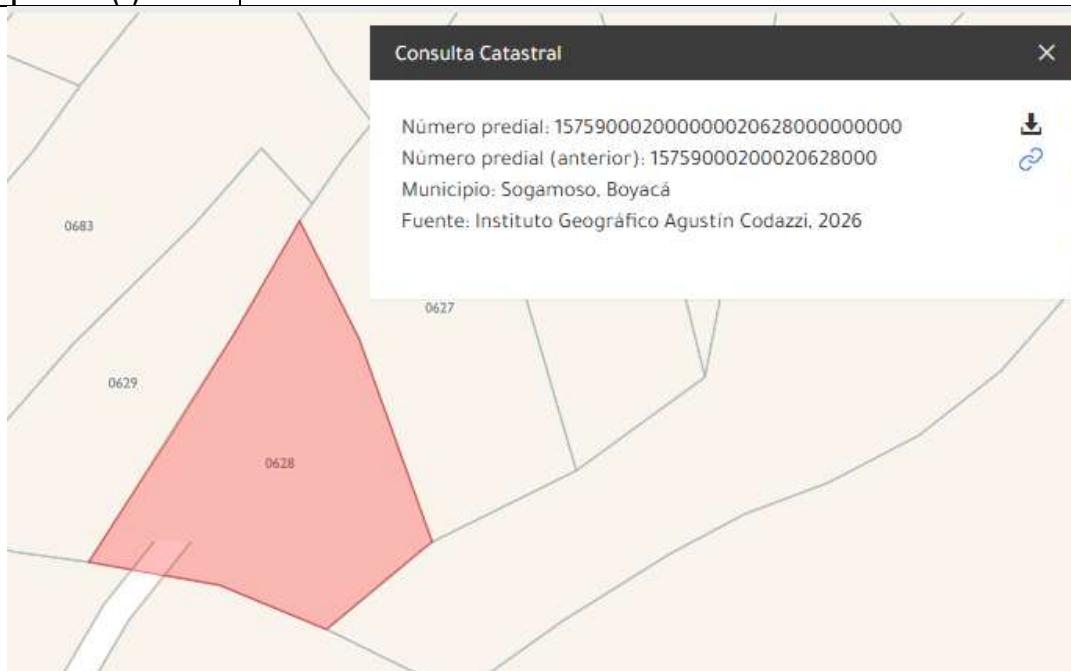 Consulta Catastral
Número predial: 157590002000000020628000000000
Número predial (anterior): 15759000200020628000
Municipio: Sogamoso, Boyacá
Fuente: Instituto Geográfico Agustín Codazzi, 2026
0683
0627
0629
0628